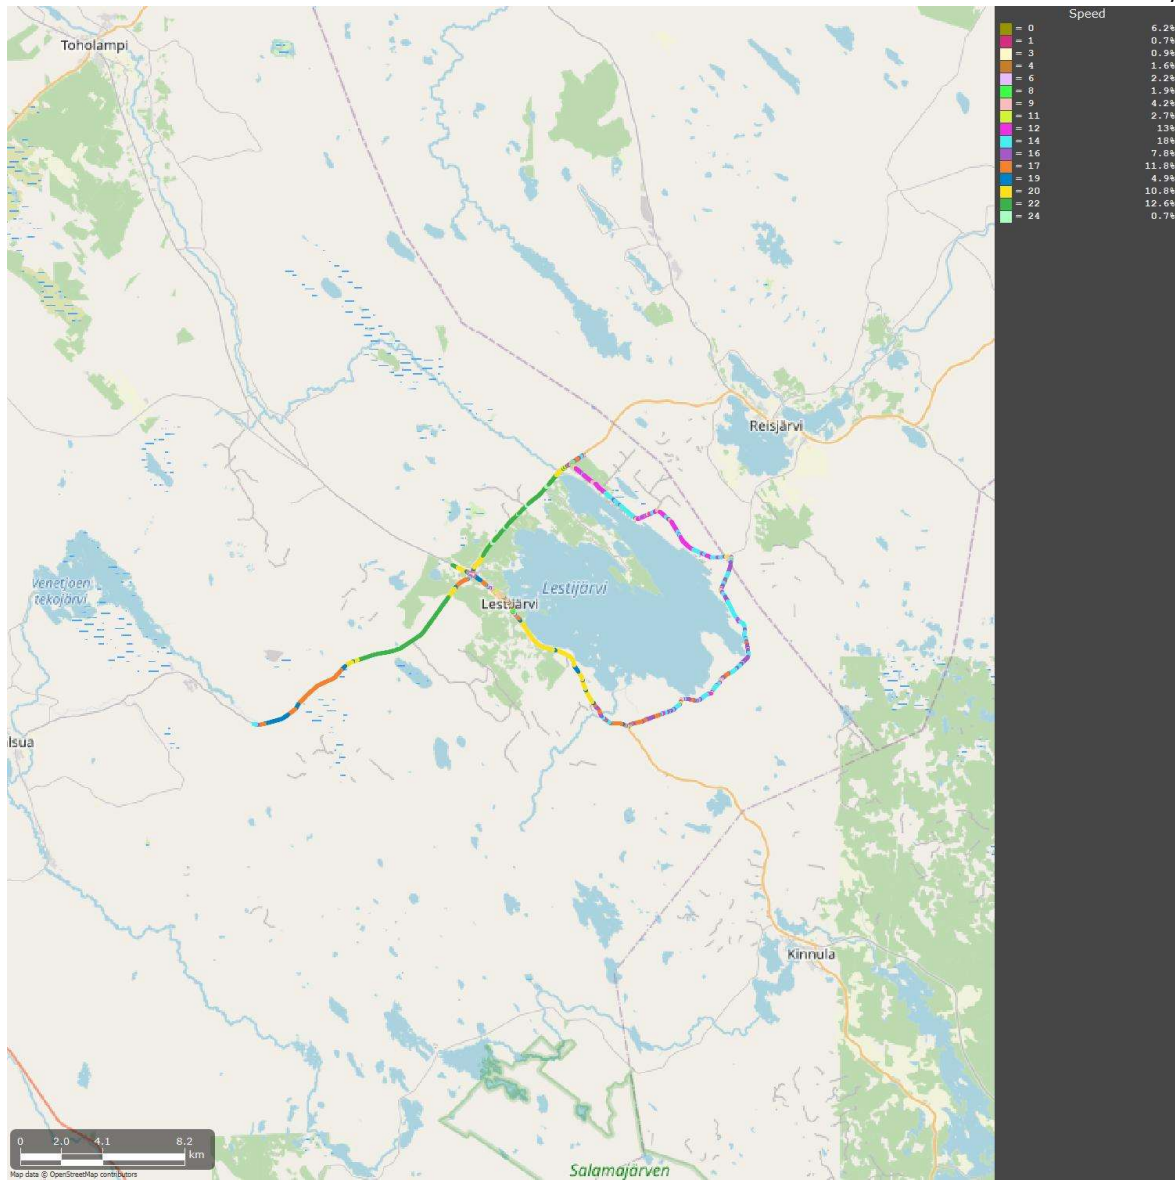 Speed
= 0 6.2%
= 1 0.7%
= 3 0.9%
= 4 1.6%
= 6 2.2%
= 8 1.9%
= 9 4.2%
= 11 2.7%
= 12 13%
= 14 18%
= 16 7.8%
= 17 11.8%
= 19 4.9%
= 20 10.8%
= 22 12.6%
= 24 0.7%
Toholampi
Reisjärvi
Venetjoen
tekojärvi
Lestijärvi
Lestijärvi
lsua
Kinnula
Salamajärven
0 2.0 4.1 8.2
km
Map data © OpenStreetMap contributors